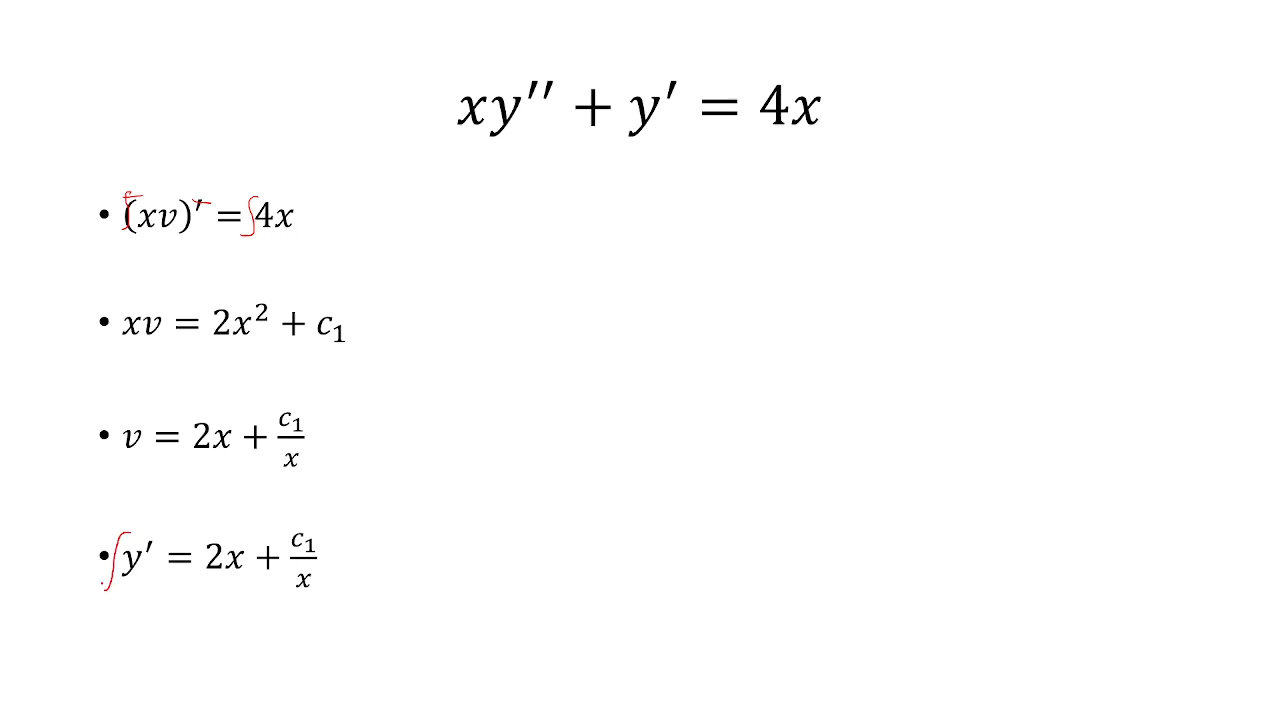 xy′′ + y′ = 4x
• ∫(xv)′ = ∫4x
• xv = 2x² + c₁
• v = 2x + c₁/x
• ∫y′ = 2x + c₁/x